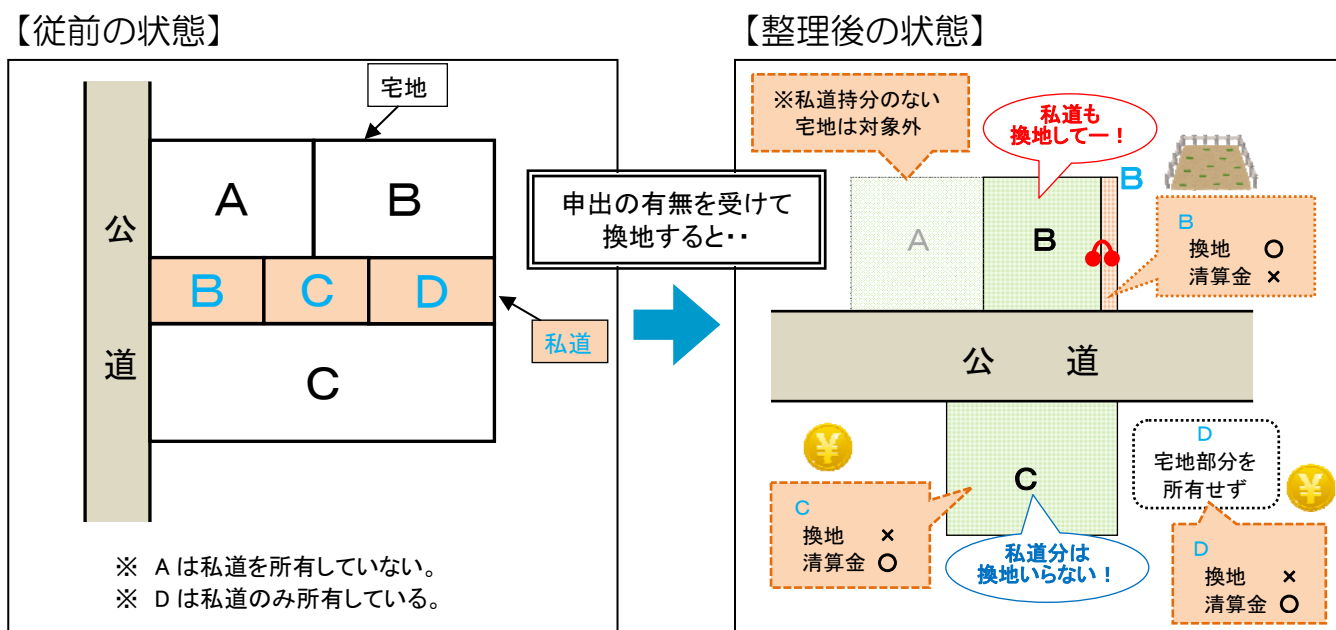 【従前の状態】
宅地
公
道
A
B
B
C
D
C
私道
※ A は私道を所有していない。
※ D は私道のみ所有している。
申出の有無を受けて
換地すると・・
【整理後の状態】
※私道持分のない
宅地は対象外
私道も
換地してー！
A
B
B
B
換地 〇
清算金 ×
公 道
C
C
換地 ×
清算金 〇
私道分は
換地いらない！
D
宅地部分を
所有せず
D
換地 ×
清算金 〇
¥
¥